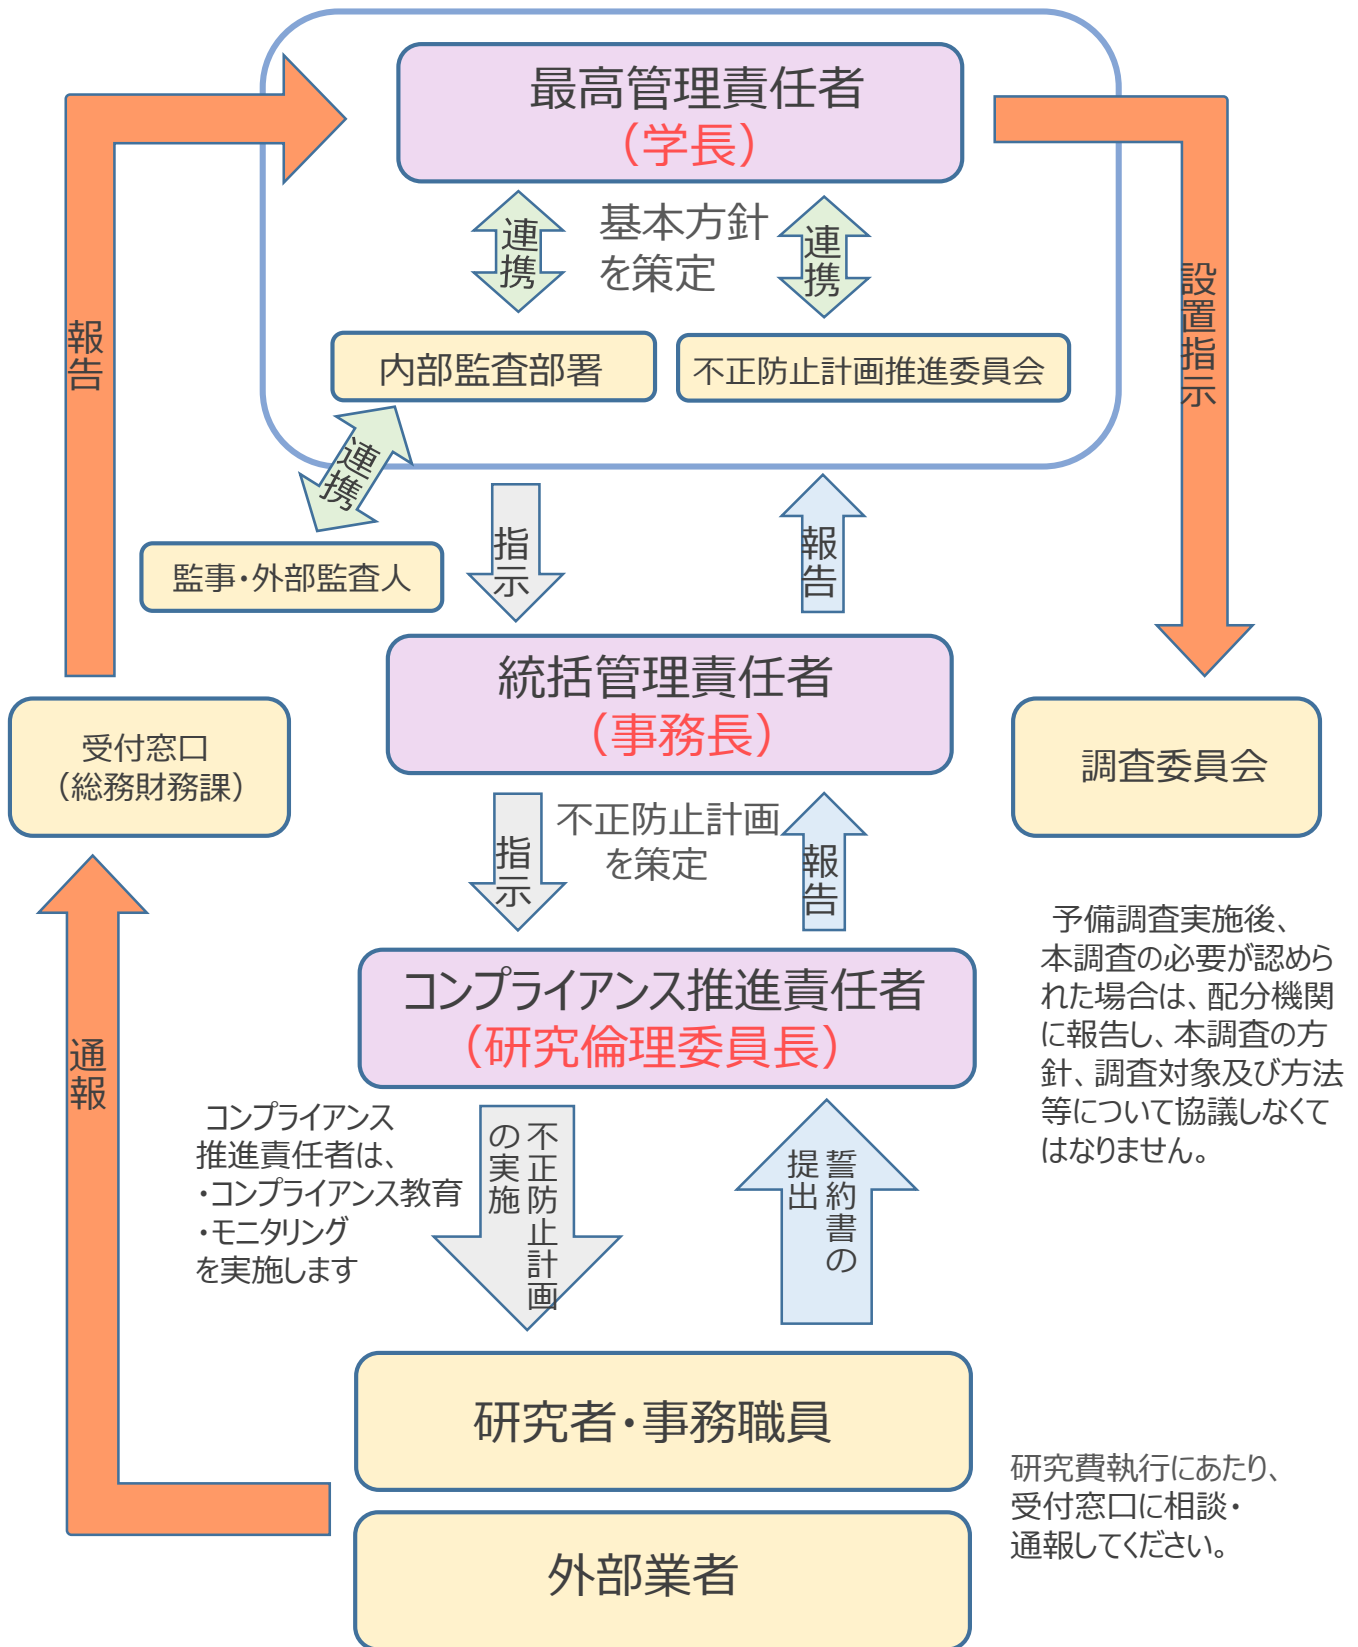 最高管理責任者
（学長）
連携
基本方針
を策定
連携
報告
設置指示
内部監査部署
不正防止計画推進委員会
連携
監事・外部監査人
指示
報告
統括管理責任者
（事務長）
受付窓口
（総務財務課）
調査委員会
指示
不正防止計画
を策定
報告
コンプライアンス推進責任者
（研究倫理委員長）
予備調査実施後、
本調査の必要が認めら
れた場合は、配分機関
に報告し、本調査の方
針、調査対象及び方法
等について協議しなくて
はなりません。
通報
コンプライアンス
推進責任者は、
・コンプライアンス教育
・モニタリング
を実施します
不正防止計画
の実施
誓約書の
提出
研究者・事務職員
外部業者
研究費執行にあたり、
受付窓口に相談・
通報してください。